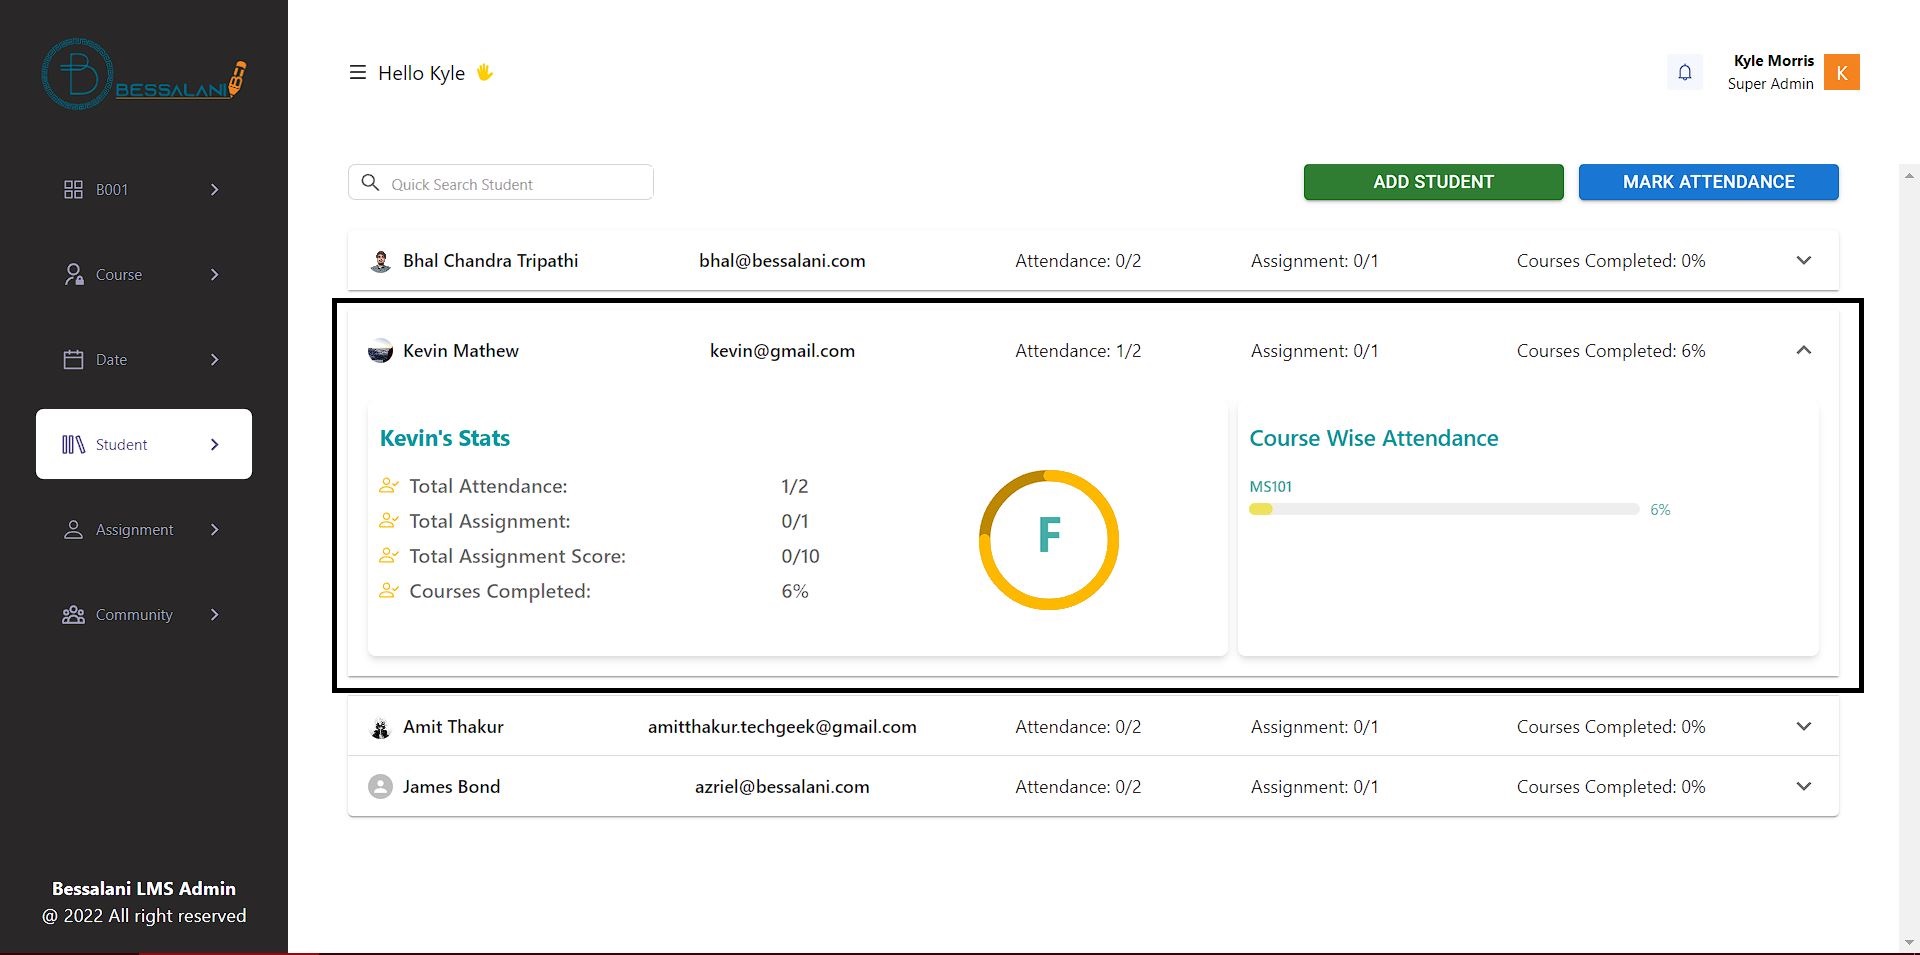 BESSALANI
Hello Kyle
Kyle Morris
Super Admin
K
B001
Course
Date
Student
Assignment
Community
Bessalani LMS Admin
@ 2022 All right reserved
Quick Search Student
ADD STUDENT
MARK ATTENDANCE
Bhal Chandra Tripathi bhal@bessalani.com Attendance: 0/2 Assignment: 0/1 Courses Completed: 0%
Kevin Mathew kevin@gmail.com Attendance: 1/2 Assignment: 0/1 Courses Completed: 6%
Kevin's Stats
Total Attendance: 1/2
Total Assignment: 0/1
Total Assignment Score: 0/10
Courses Completed: 6%
F
Course Wise Attendance
MS101
6%
Amit Thakur amitthakur.techgeek@gmail.com Attendance: 0/2 Assignment: 0/1 Courses Completed: 0%
James Bond azriel@bessalani.com Attendance: 0/2 Assignment: 0/1 Courses Completed: 0%